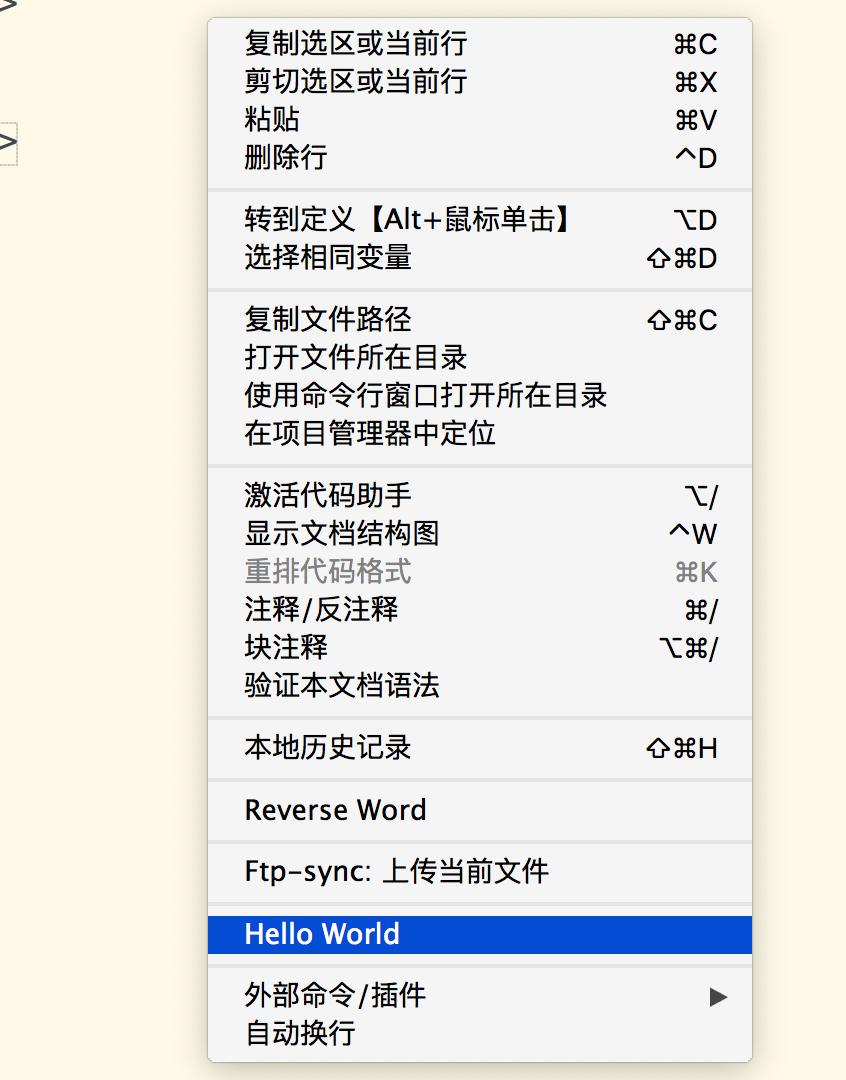 复制选区或当前行 ⌘C
剪切选区或当前行 ⌘X
粘贴 ⌘V
删除行 ^D
转到定义【Alt+鼠标单击】 ⌥D
选择相同变量 ⇧⌘D
复制文件路径 ⇧⌘C
打开文件所在目录
使用命令行窗口打开所在目录
在项目管理器中定位
激活代码助手 ⌥/
显示文档结构图 ^W
重排代码格式 ⌘K
注释/反注释 ⌘/
块注释 ⌥⌘/
验证本文档语法
本地历史记录 ⇧⌘H
Reverse Word
Ftp-sync: 上传当前文件
Hello World
外部命令/插件 ▶
自动换行